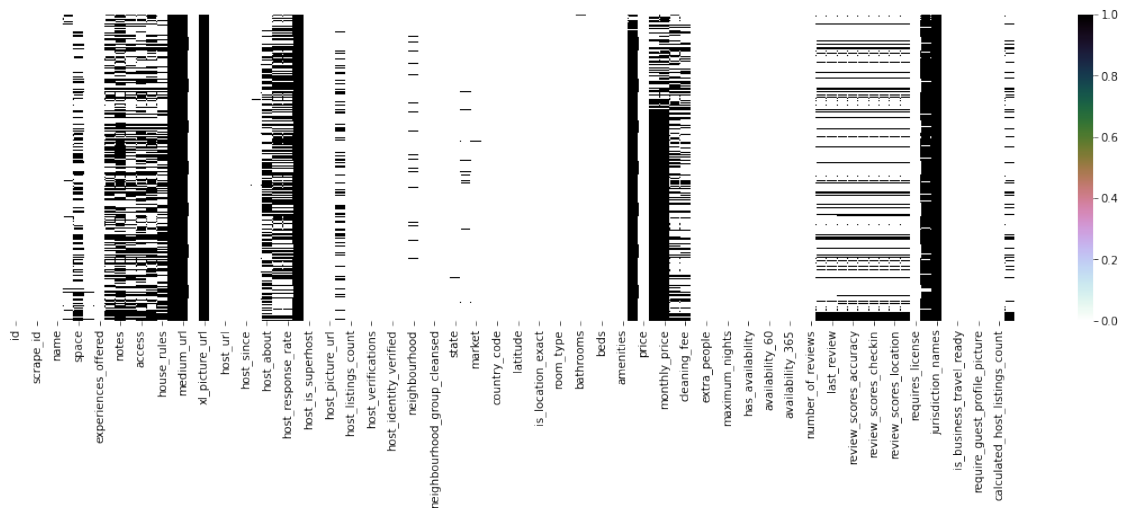 1.0
0.8
0.6
0.4
0.2
0.0
id
scrape_id
name
space
experiences_offered
notes
access
house_rules
medium_url
xl_picture_url
host_url
host_since
host_about
host_response_rate
host_is_superhost
host_picture_url
host_listings_count
host_verifications
host_identity_verified
neighbourhood
neighbourhood_group_cleansed
state
market
country_code
latitude
is_location_exact
room_type
bathrooms
beds
amenities
price
monthly_price
cleaning_fee
extra_people
maximum_nights
has_availability
availability_60
availability_365
number_of_reviews
last_review
review_scores_accuracy
review_scores_checkin
review_scores_location
requires_license
jurisdiction_names
is_business_travel_ready
require_guest_profile_picture
calculated_host_listings_count